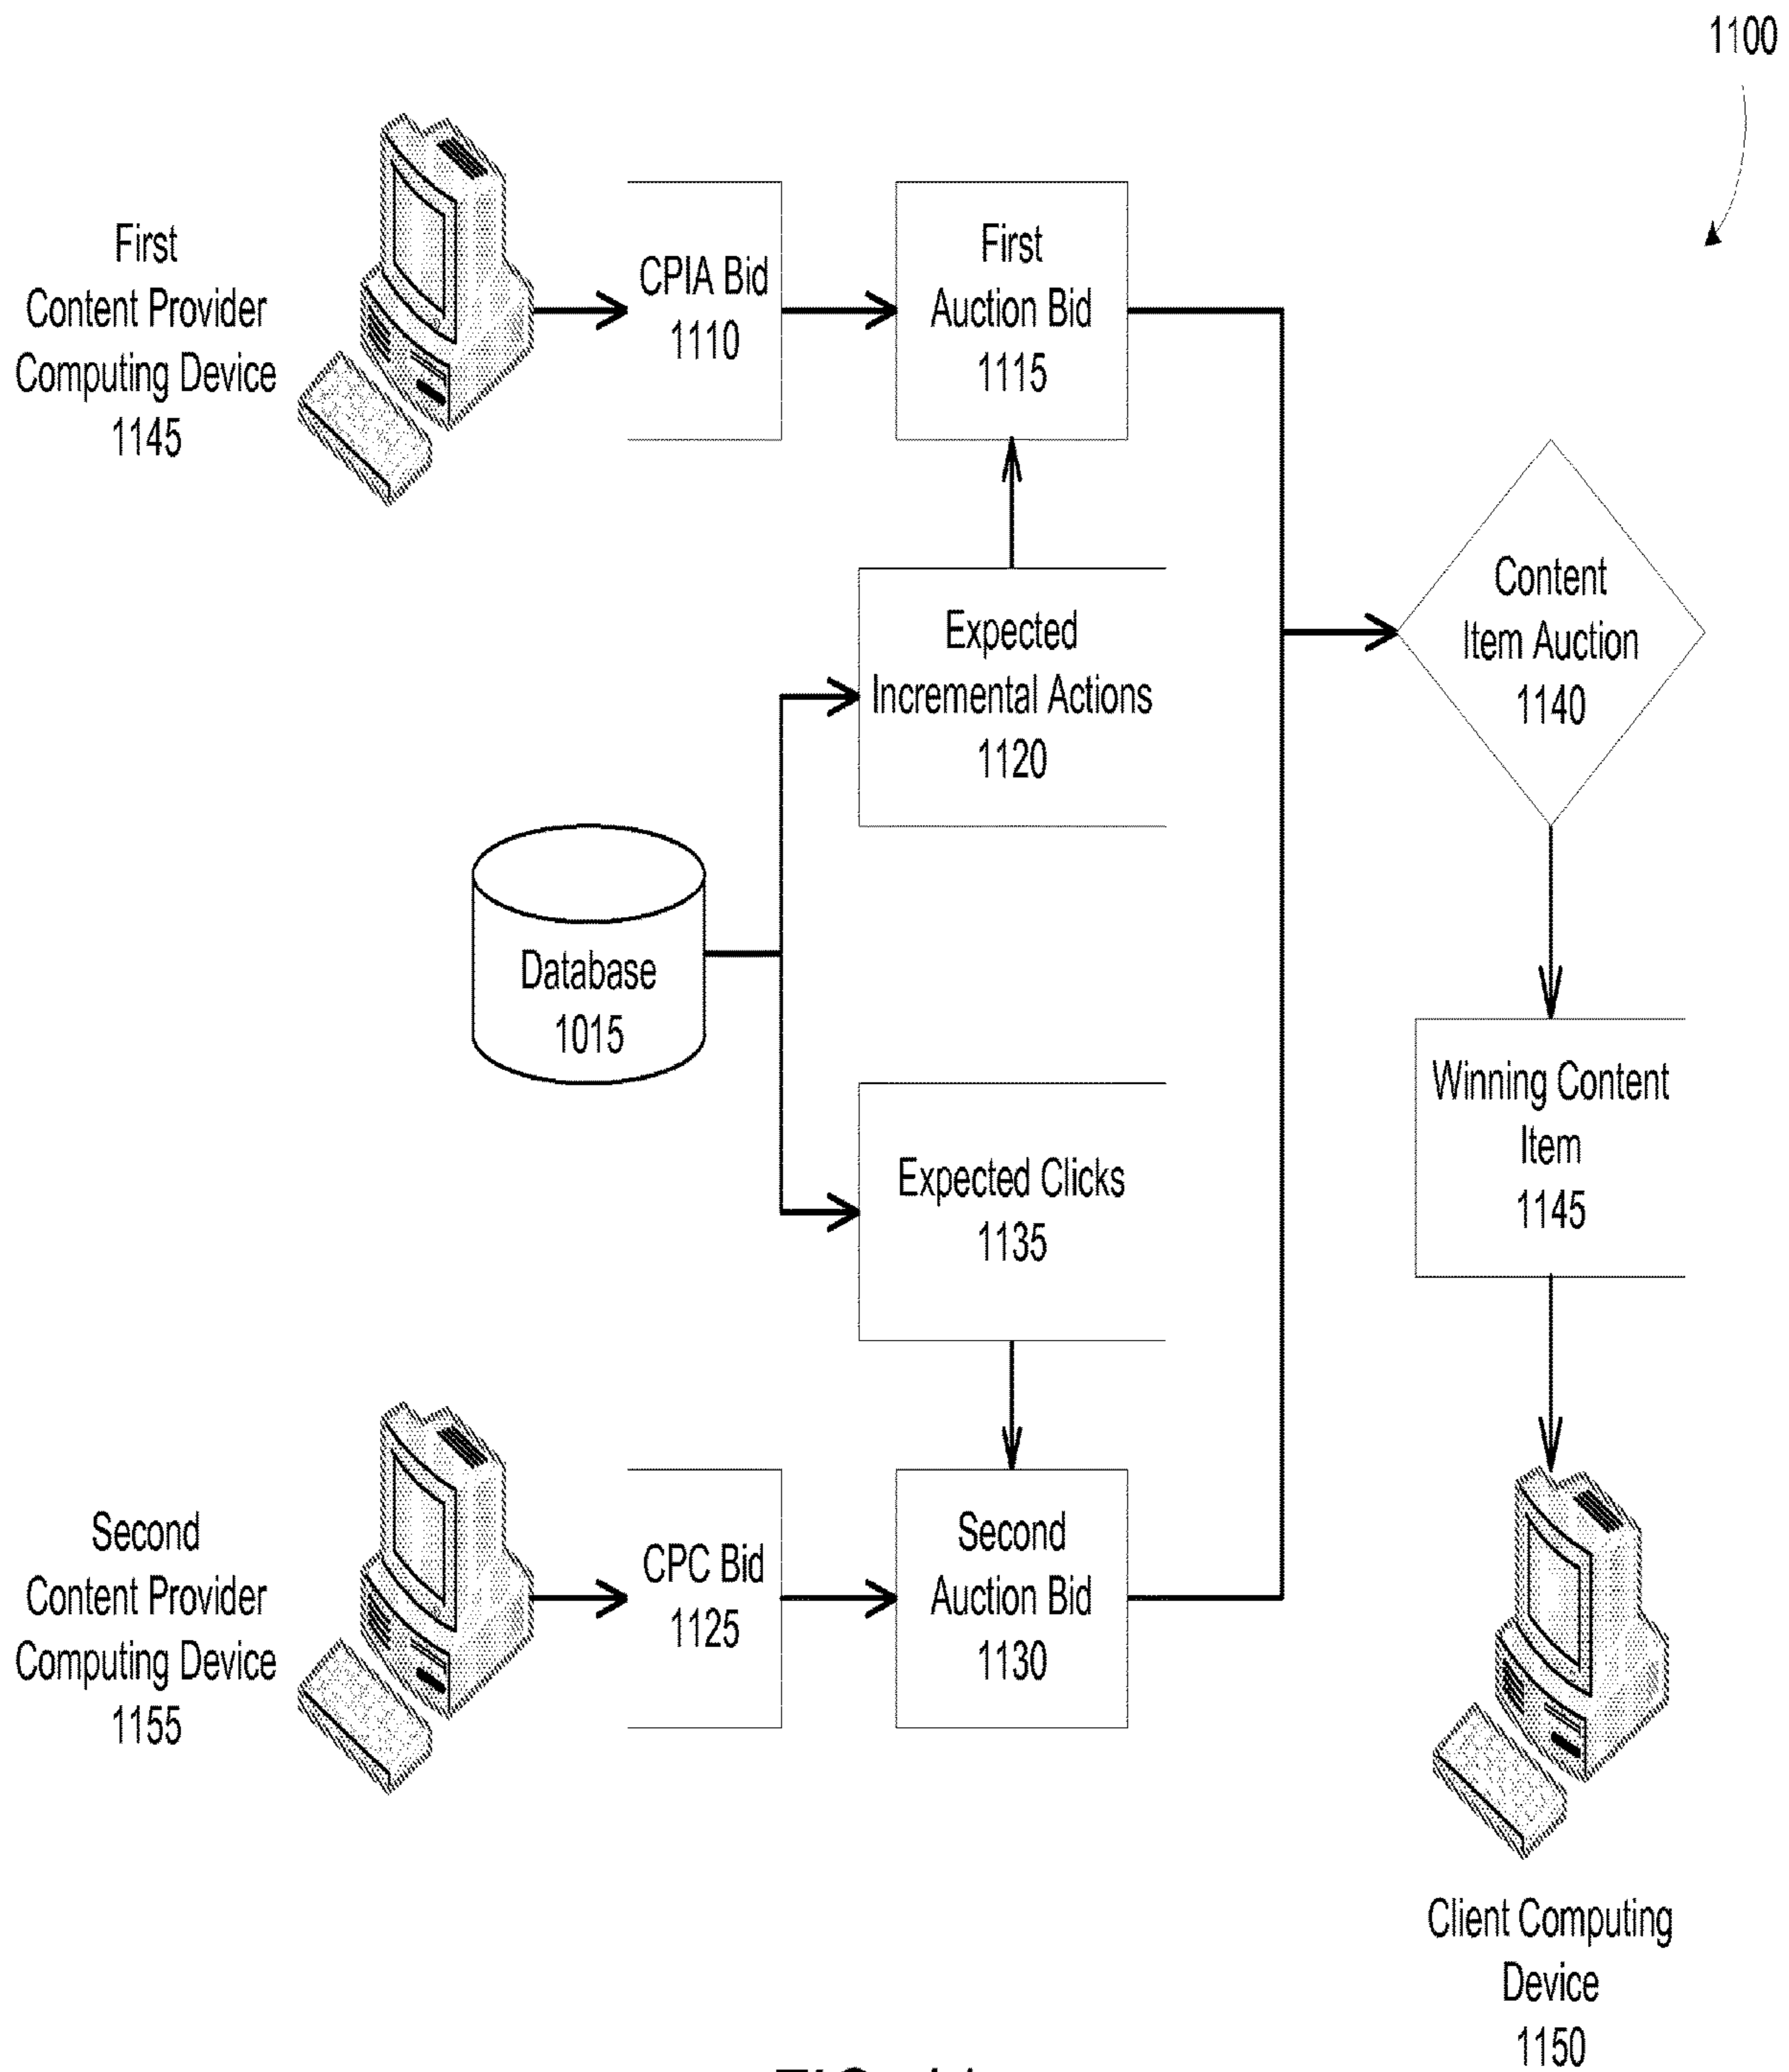 1100
First
Content Provider
Computing Device
1145
CPIA Bid
1110
First
Auction Bid
1115
Expected
Incremental Actions
1120
Content
Item Auction
1140
Database
1015
Expected Clicks
1135
Winning Content
Item
1145
Second
Content Provider
Computing Device
1155
CPC Bid
1125
Second
Auction Bid
1130
Client Computing
Device
1150